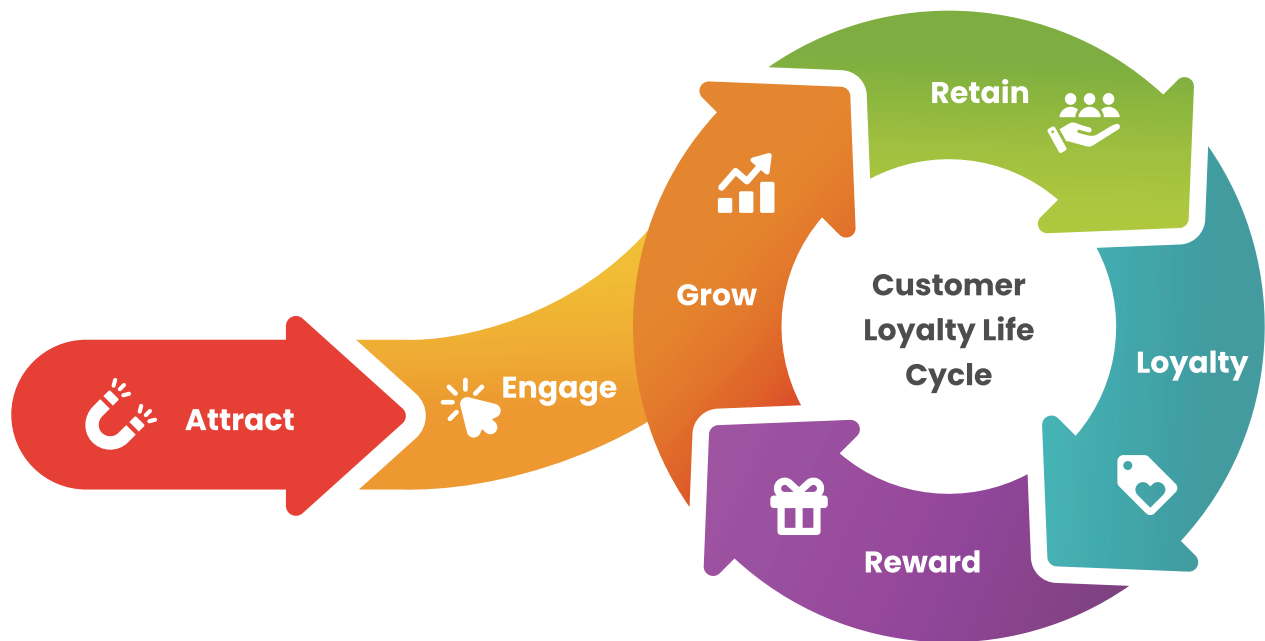 Attract
Engage
Grow
Retain
Loyalty
Reward
Customer
Loyalty Life
Cycle